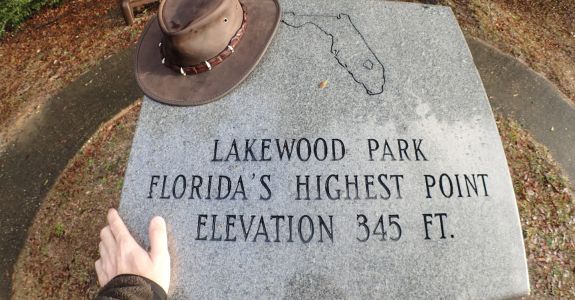 LAKEWOOD PARK
FLORIDA'S HIGHEST POINT
ELEVATION 345 FT.